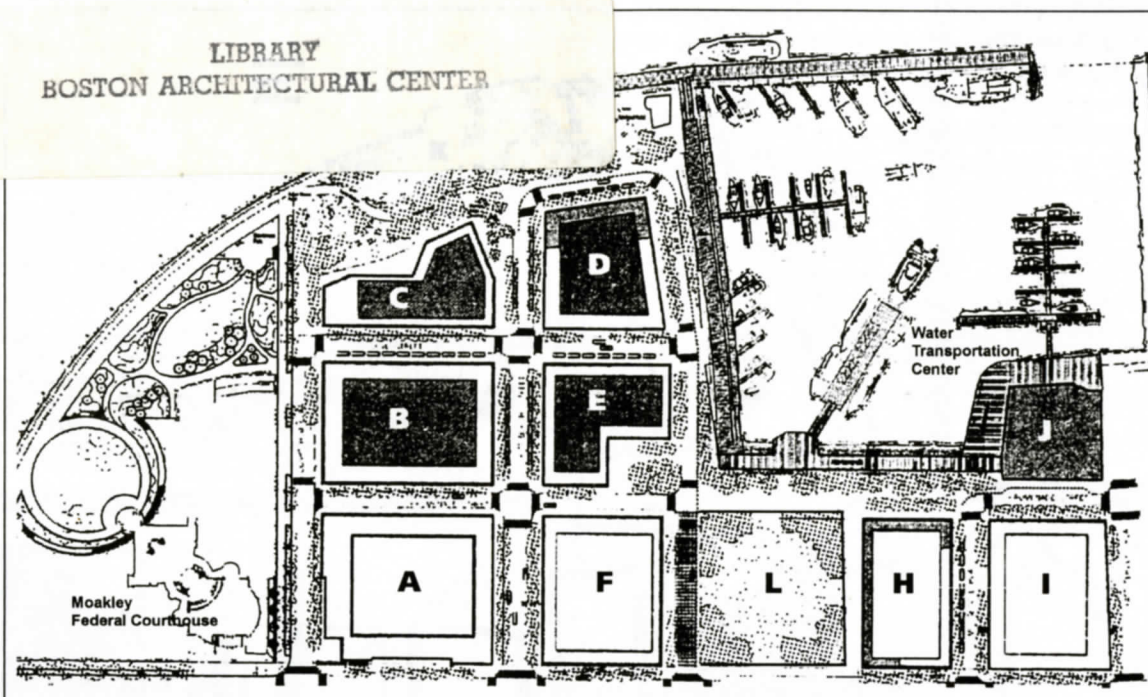 LIBRARY
BOSTON ARCHITECTURAL CENTER
D
C
Water
Transportation
Center
B
E
J
A
F
L
H
I
Moakley
Federal Courthouse